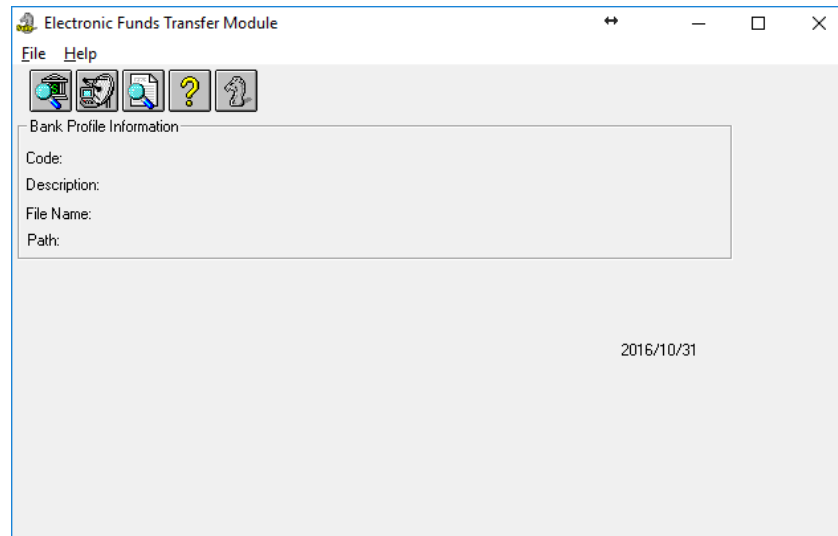 Electronic Funds Transfer Module
File Help
Bank Profile Information
Code:
Description:
File Name:
Path:
2016/10/31